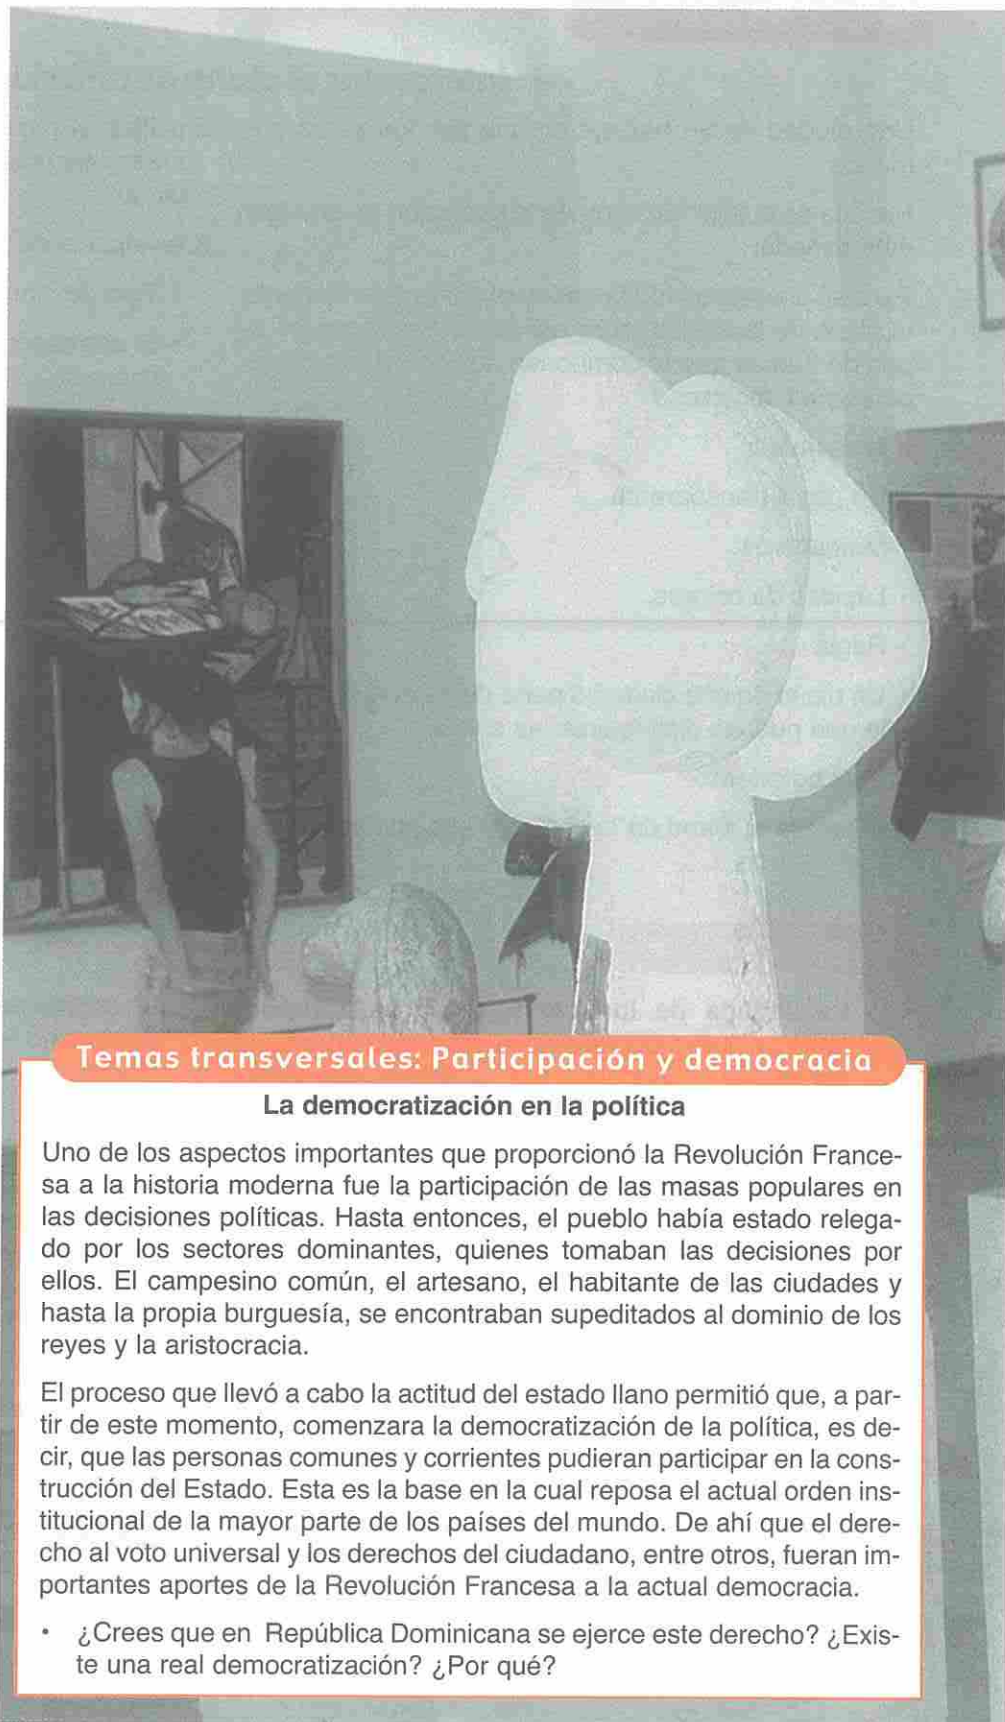 Temas transversales: Participación y democracia
La democratización en la política
Uno de los aspectos importantes que proporcionó la Revolución France-
sa a la historia moderna fue la participación de las masas populares en
las decisiones políticas. Hasta entonces, el pueblo había estado relega-
do por los sectores dominantes, quienes tomaban las decisiones por
ellos. El campesino común, el artesano, el habitante de las ciudades y
hasta la propia burguesía, se encontraban supeditados al dominio de los
reyes y la aristocracia.
El proceso que llevó a cabo la actitud del estado llano permitió que, a par-
tir de este momento, comenzara la democratización de la política, es de-
cir, que las personas comunes y corrientes pudieran participar en la cons-
trucción del Estado. Esta es la base en la cual reposa el actual orden ins-
titucional de la mayor parte de los países del mundo. De ahí que el dere-
cho al voto universal y los derechos del ciudadano, entre otros, fueran im-
portantes aportes de la Revolución Francesa a la actual democracia.
• ¿Crees que en República Dominicana se ejerce este derecho? ¿Exis-
te una real democratización? ¿Por qué?